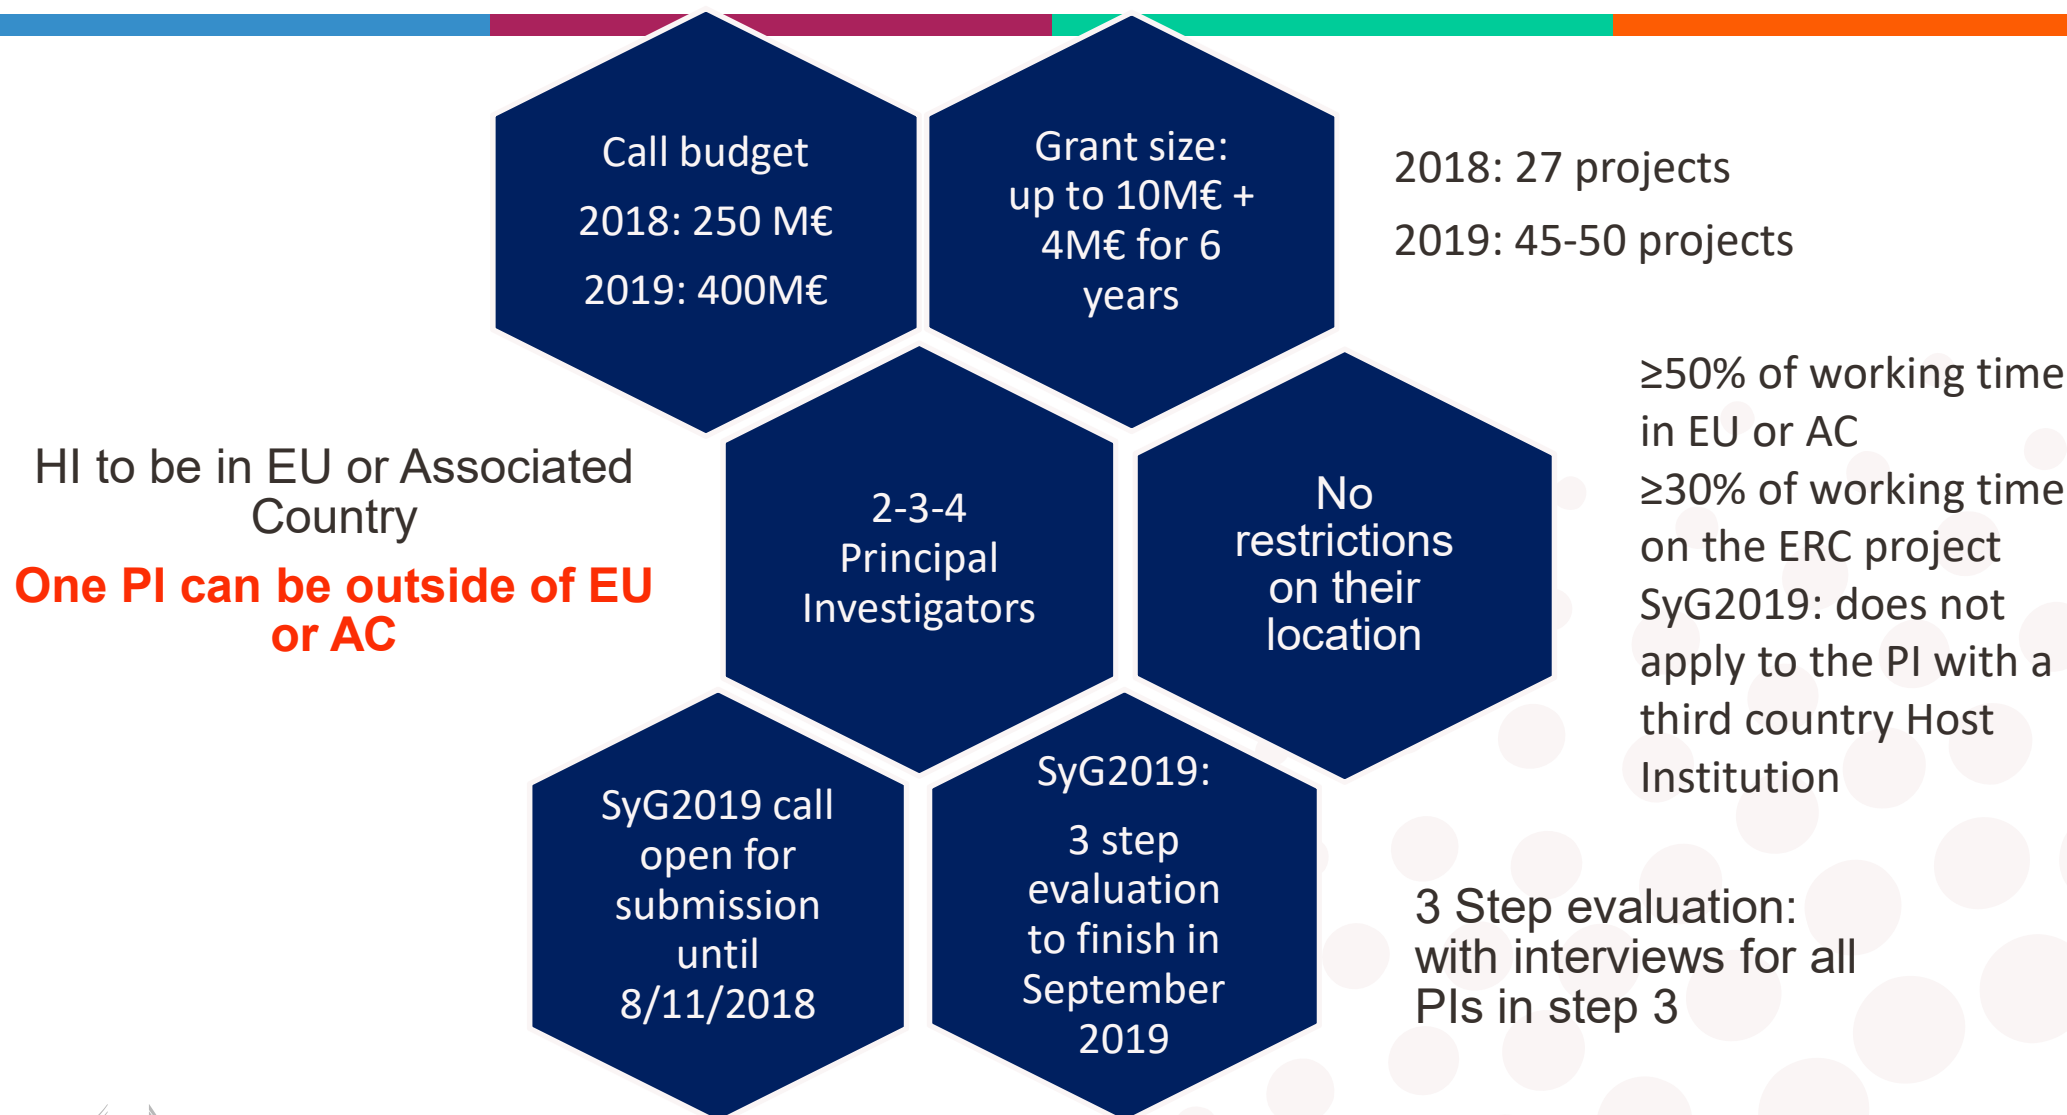 Call budget
2018: 250 M€
2019: 400M€
Grant size:
up to 10M€ +
4M€ for 6
years
2018: 27 projects
2019: 45-50 projects
HI to be in EU or Associated
Country
One PI can be outside of EU
or AC
2-3-4
Principal
Investigators
No
restrictions
on their
location
≥50% of working time
in EU or AC
≥30% of working time
on the ERC project
SyG2019: does not
apply to the PI with a
third country Host
Institution
SyG2019 call
open for
submission
until
8/11/2018
SyG2019:
3 step
evaluation
to finish in
September
2019
3 Step evaluation:
with interviews for all
PIs in step 3